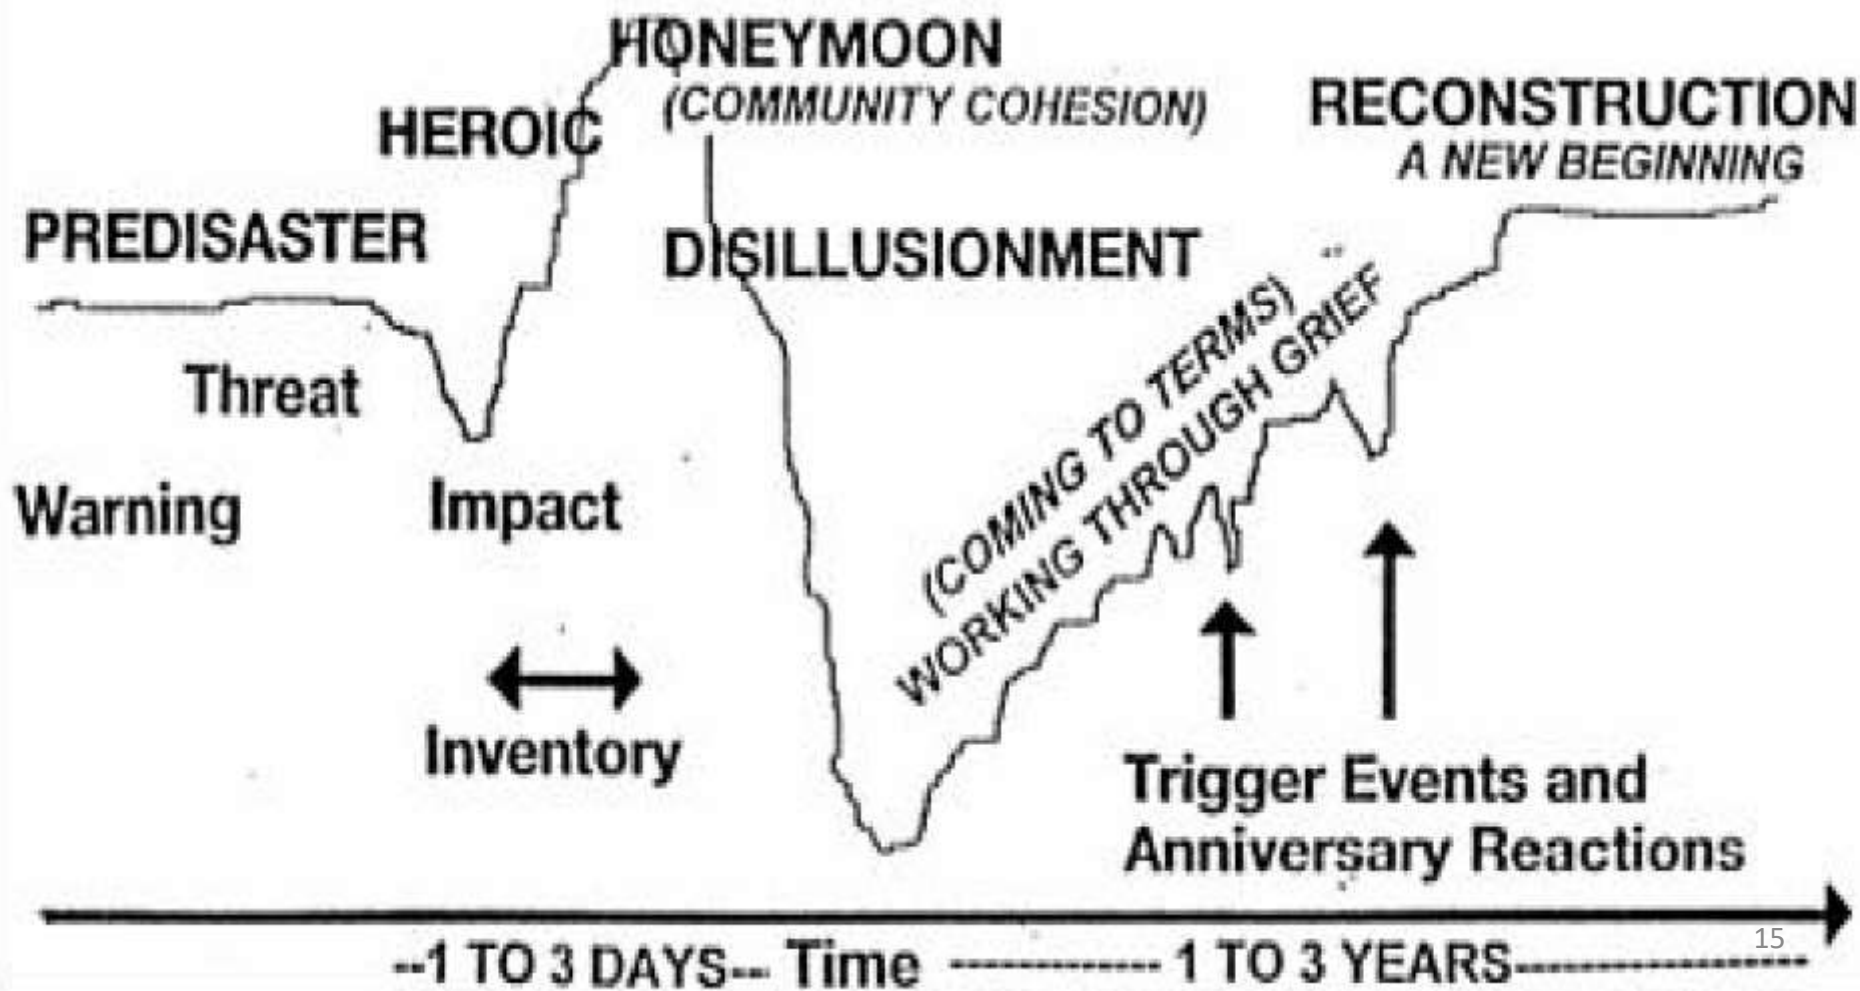 HONEYMOON
(COMMUNITY COHESION)
HEROIC
RECONSTRUCTION
A NEW BEGINNING
PREDISASTER
DISILLUSIONMENT
Threat
(COMING TO TERMS)
WORKING THROUGH GRIEF
Warning
Impact
Inventory
Trigger Events and
Anniversary Reactions
--1 TO 3 DAYS--- Time ------------- 1 TO 3 YEARS------------------
15